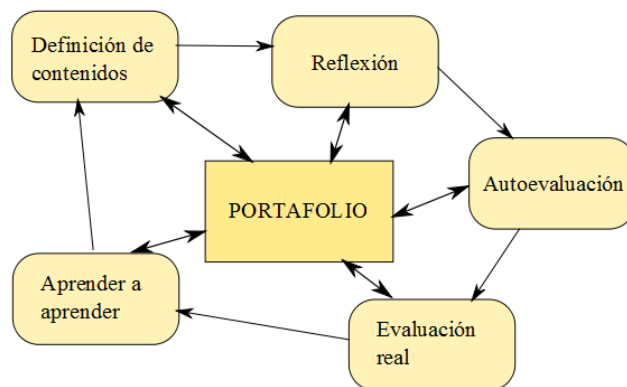 Definición de
contenidos
Reflexión
Autoevaluación
PORTAFOLIO
Aprender a
aprender
Evaluación
real